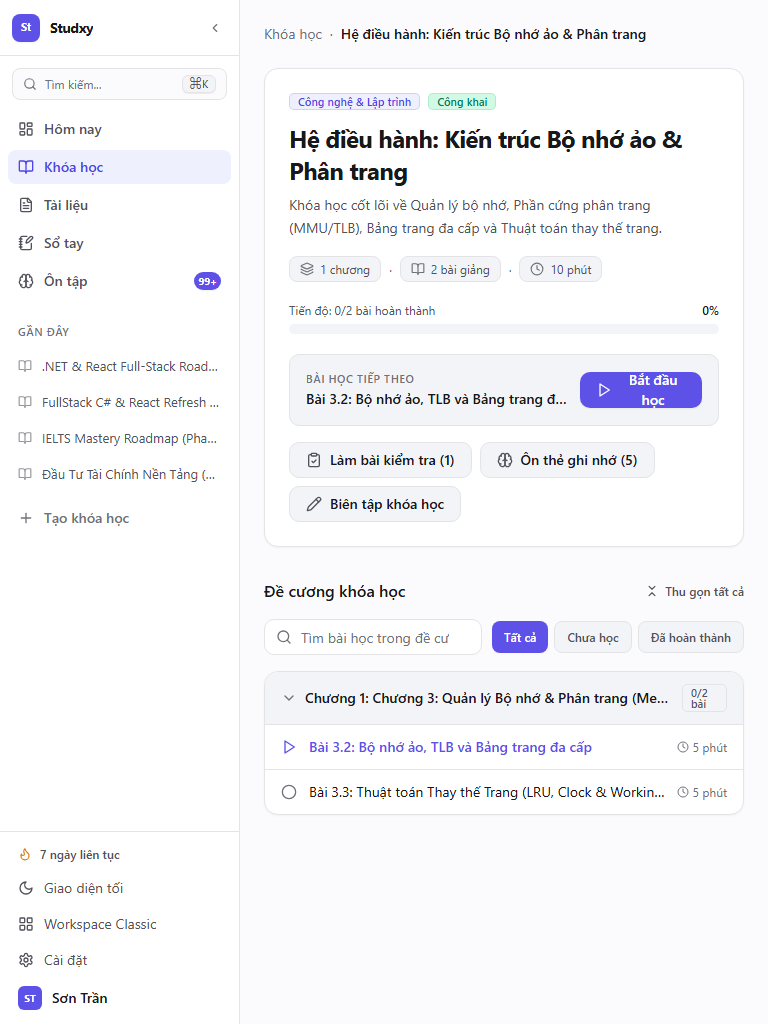 St Studxy
Tìm kiếm... ⌘K
Hôm nay
Khóa học
Tài liệu
Sổ tay
Ôn tập 99+
GẦN ĐÂY
.NET & React Full-Stack Road...
FullStack C# & React Refresh ...
IELTS Mastery Roadmap (Pha...
Đầu Tư Tài Chính Nền Tảng (...
Tạo khóa học
7 ngày liên tục
Giao diện tối
Workspace Classic
Cài đặt
ST Sơn Trần
Khóa học · Hệ điều hành: Kiến trúc Bộ nhớ ảo & Phân trang
Công nghệ & Lập trình Công khai
Hệ điều hành: Kiến trúc Bộ nhớ ảo &
Phân trang
Khóa học cốt lõi về Quản lý bộ nhớ, Phần cứng phân trang
(MMU/TLB), Bảng trang đa cấp và Thuật toán thay thế trang.
1 chương · 2 bài giảng · 10 phút
Tiến độ: 0/2 bài hoàn thành 0%
BÀI HỌC TIẾP THEO
Bài 3.2: Bộ nhớ ảo, TLB và Bảng trang đ...
Bắt đầu
học
Làm bài kiểm tra (1) Ôn thẻ ghi nhớ (5)
Biên tập khóa học
Đề cương khóa học Thu gọn tất cả
Tìm bài học trong đề cư Tất cả Chưa học Đã hoàn thành
Chương 1: Chương 3: Quản lý Bộ nhớ & Phân trang (Me... 0/2
bài
Bài 3.2: Bộ nhớ ảo, TLB và Bảng trang đa cấp 5 phút
Bài 3.3: Thuật toán Thay thế Trang (LRU, Clock & Workin... 5 phút